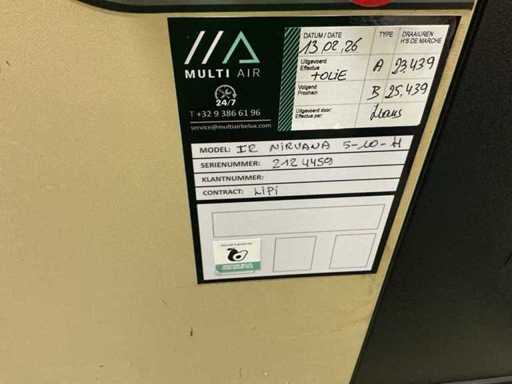 MULTI AIR
24/7
T +32 9 386 61 96
service@multiairbelux.com
DATUM / DATE TYPE DRAAIUREN
H'S DE MARCHE
13.02.26
Uitgevoerd
Effectué +OLIE A 23.439
Volgend
Prochain B 25.439
Uitgevoerd door:
Effectué par:
MODEL: IR NIRVANA 5-10-H
SERIENUMMER: 2124459
KLANTNUMMER:
CONTRACT: LiPi